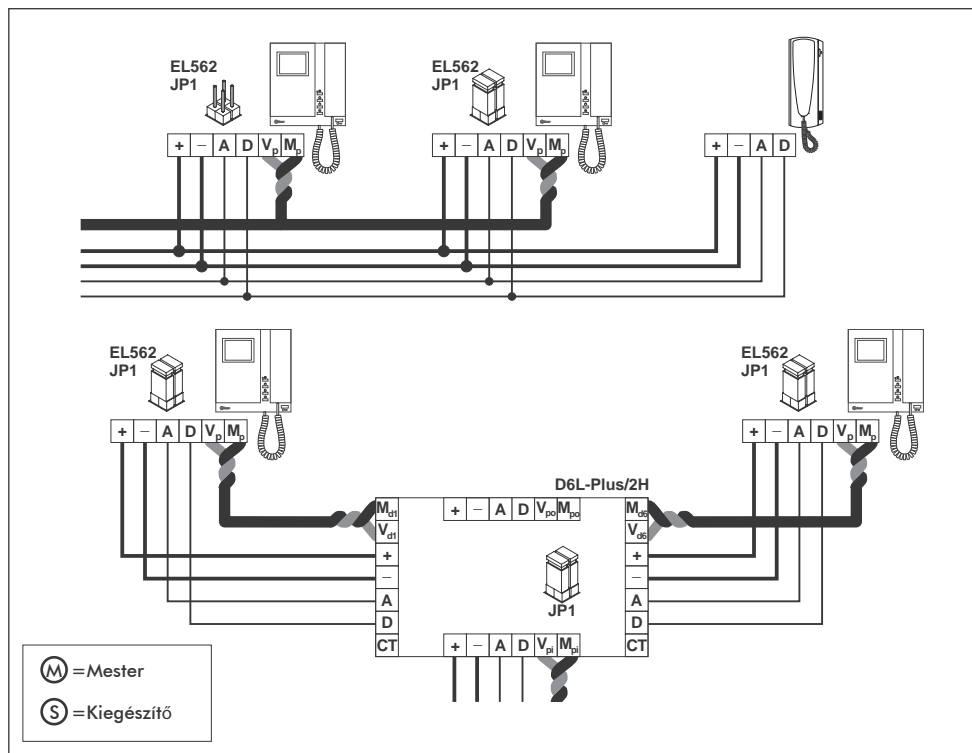 EL562
JP1
EL562
JP1
+ − A D Vp Mp
+ − A D Vp Mp
+ − A D
EL562
JP1
EL562
JP1
+ − A D Vp Mp
+ − A D Vp Mp
D6L-Plus/2H
Md1
Vd1
+
−
A
D
CT
+ − A D Vpo Mpo
JP1
+ − A D Vpi Mpi
Md6
Vd6
+
−
A
D
CT
M =Mester
S =Kiegészítő